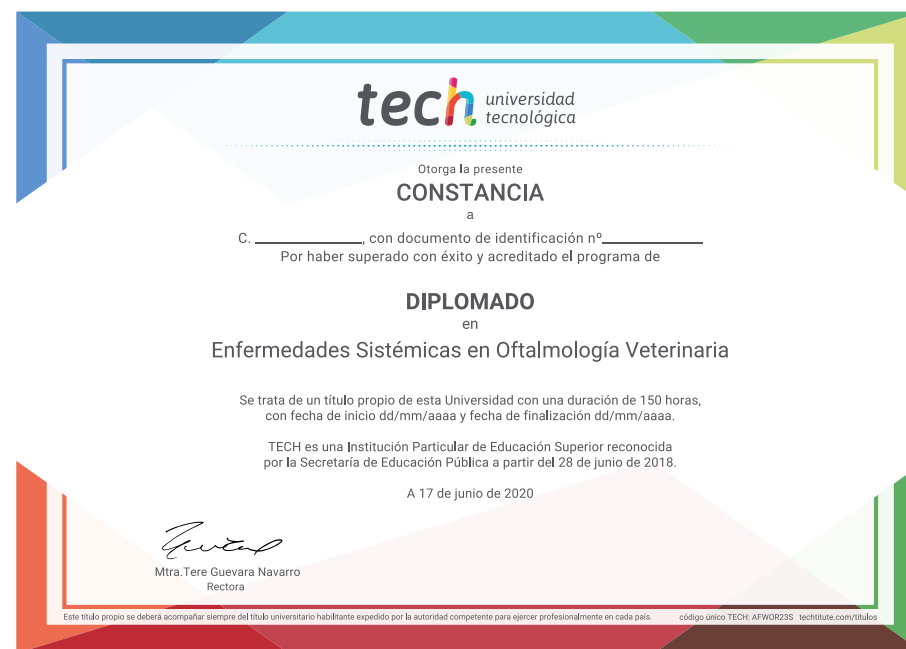 tech universidad
tecnológica
Otorga la presente
CONSTANCIA
a
C. ____________, con documento de identificación nº____________
Por haber superado con éxito y acreditado el programa de
DIPLOMADO
en
Enfermedades Sistémicas en Oftalmología Veterinaria
Se trata de un título propio de esta Universidad con una duración de 150 horas,
con fecha de inicio dd/mm/aaaa y fecha de finalización dd/mm/aaaa.
TECH es una Institución Particular de Educación Superior reconocida
por la Secretaría de Educación Pública a partir del 28 de junio de 2018.
A 17 de junio de 2020
Mtra.Tere Guevara Navarro
Rectora
Este título propio se deberá acompañar siempre del título universitario habilitante expedido por la autoridad competente para ejercer profesionalmente en cada país. código único TECH: AFWOR23S techtitute.com/titulos